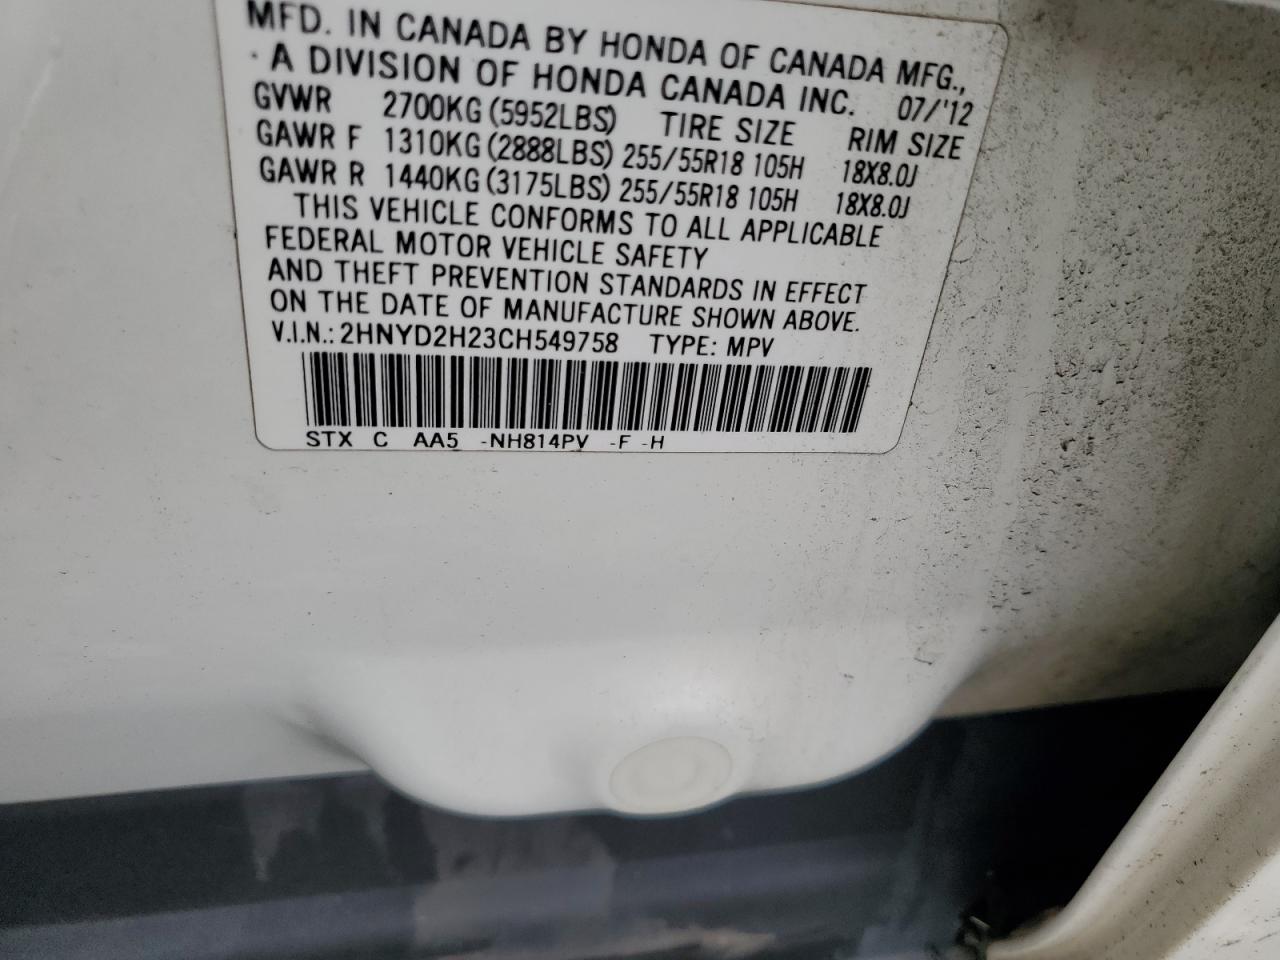 MFD. IN CANADA BY HONDA OF CANADA MFG.,
· A DIVISION OF HONDA CANADA INC. 07/'12
GVWR 2700KG (5952LBS) TIRE SIZE RIM SIZE
GAWR F 1310KG (2888LBS) 255/55R18 105H 18X8.0J
GAWR R 1440KG (3175LBS) 255/55R18 105H 18X8.0J
THIS VEHICLE CONFORMS TO ALL APPLICABLE
FEDERAL MOTOR VEHICLE SAFETY
AND THEFT PREVENTION STANDARDS IN EFFECT
ON THE DATE OF MANUFACTURE SHOWN ABOVE.
V.I.N.: 2HNYD2H23CH549758 TYPE: MPV
STX C AA5 -NH814PV -F -H